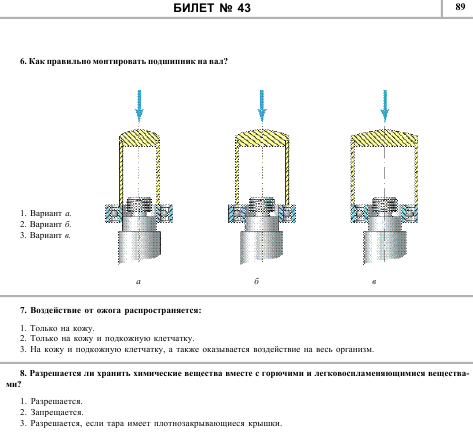 БИЛЕТ № 43
89
6. Как правильно монтировать подшипник на вал?
1. Вариант а.
2. Вариант б.
3. Вариант в.
а
б
в
7. Воздействие от ожога распространяется:
1. Только на кожу.
2. Только на кожу и подкожную клетчатку.
3. На кожу и подкожную клетчатку, а также оказывается воздействие на весь организм.
8. Разрешается ли хранить химические вещества вместе с горючими и легковоспламеняющимися вещества-
ми?
1. Разрешается.
2. Запрещается.
3. Разрешается, если тара имеет плотнозакрывающиеся крышки.